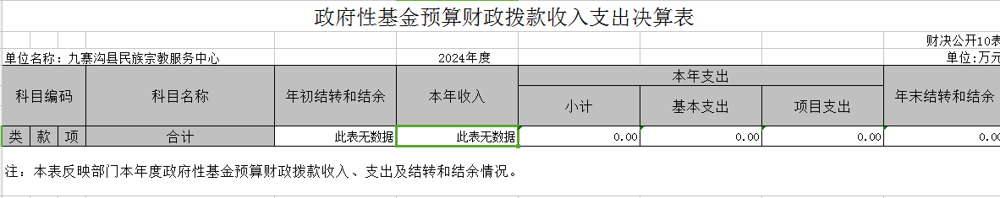 政府性基金预算财政拨款收入支出决算表
财决公开10表
单位名称：九寨沟县民族宗教服务中心 2024年度 单位:万元
科目编码 科目名称 年初结转和结余 本年收入 本年支出 年末结转和结余
小计 基本支出 项目支出
类 款 项 合计 此表无数据 此表无数据 0.00 0.00 0.00 0.00
注：本表反映部门本年度政府性基金预算财政拨款收入、支出及结转和结余情况。